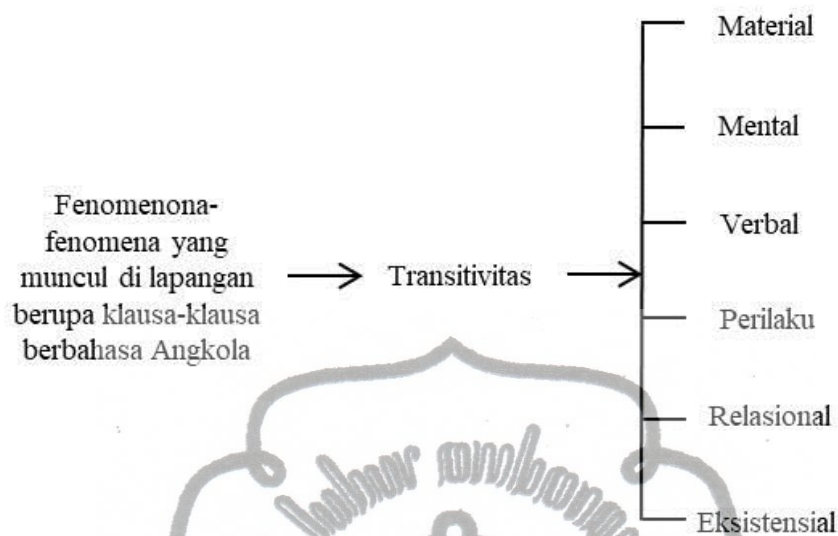 Fenomenona-
fenomena yang
muncul di lapangan
berupa klausa-klausa
berbahasa Angkola
Transitivitas
Material
Mental
Verbal
Perilaku
Relasional
Eksistensial